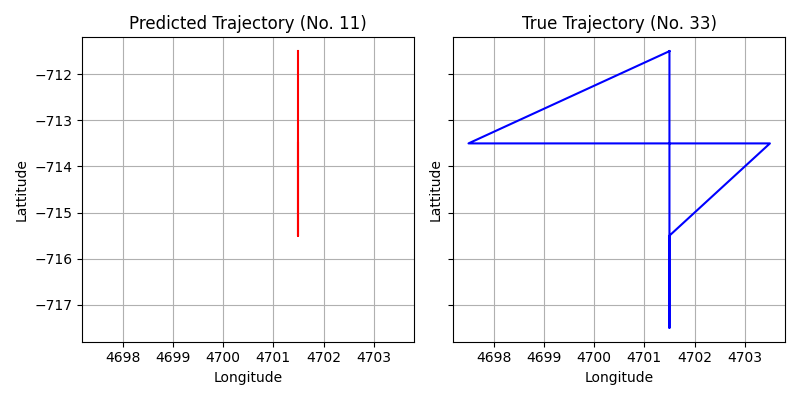 Predicted Trajectory (No. 11)
True Trajectory (No. 33)
−712
−713
−714
−715
−716
−717
Lattitude
Lattitude
4698 4699 4700 4701 4702 4703
4698 4699 4700 4701 4702 4703
Longitude
Longitude